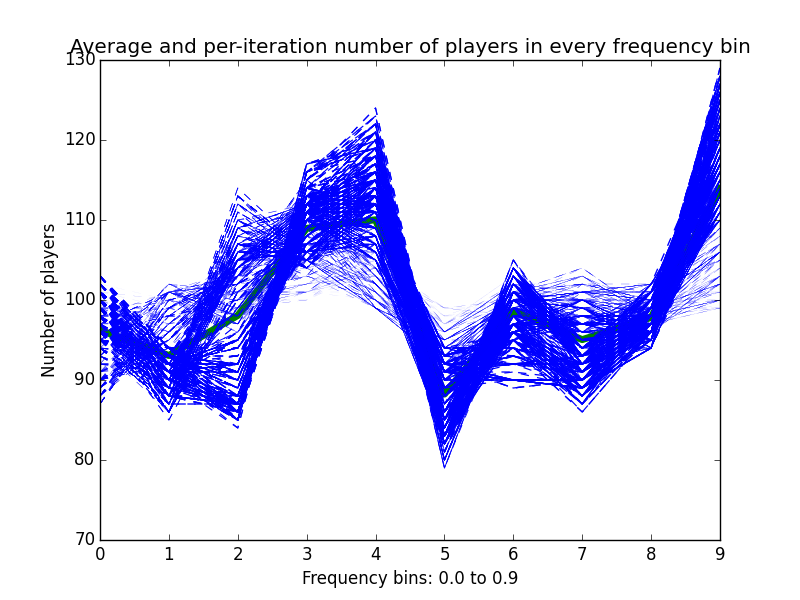 Average and per-iteration number of players in every frequency bin
130
120
110
100
90
80
70
Number of players
0 1 2 3 4 5 6 7 8 9
Frequency bins: 0.0 to 0.9